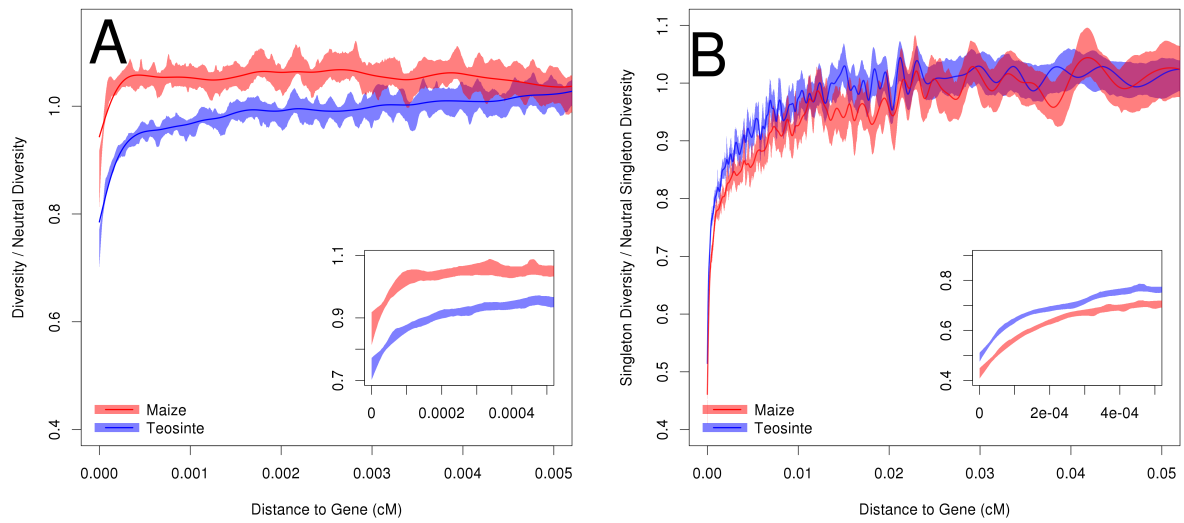 A
Diversity / Neutral Diversity
1.0
0.8
0.6
0.4
1.1
0.9
0.7
0 0.0002 0.0004
Maize
Teosinte
0.000 0.001 0.002 0.003 0.004 0.005
Distance to Gene (cM)
B
Singleton Diversity / Neutral Singleton Diversity
1.1
1.0
0.9
0.8
0.7
0.6
0.5
0.4
0.8
0.6
0.4
0 2e-04 4e-04
Maize
Teosinte
0.00 0.01 0.02 0.03 0.04 0.05
Distance to Gene (cM)